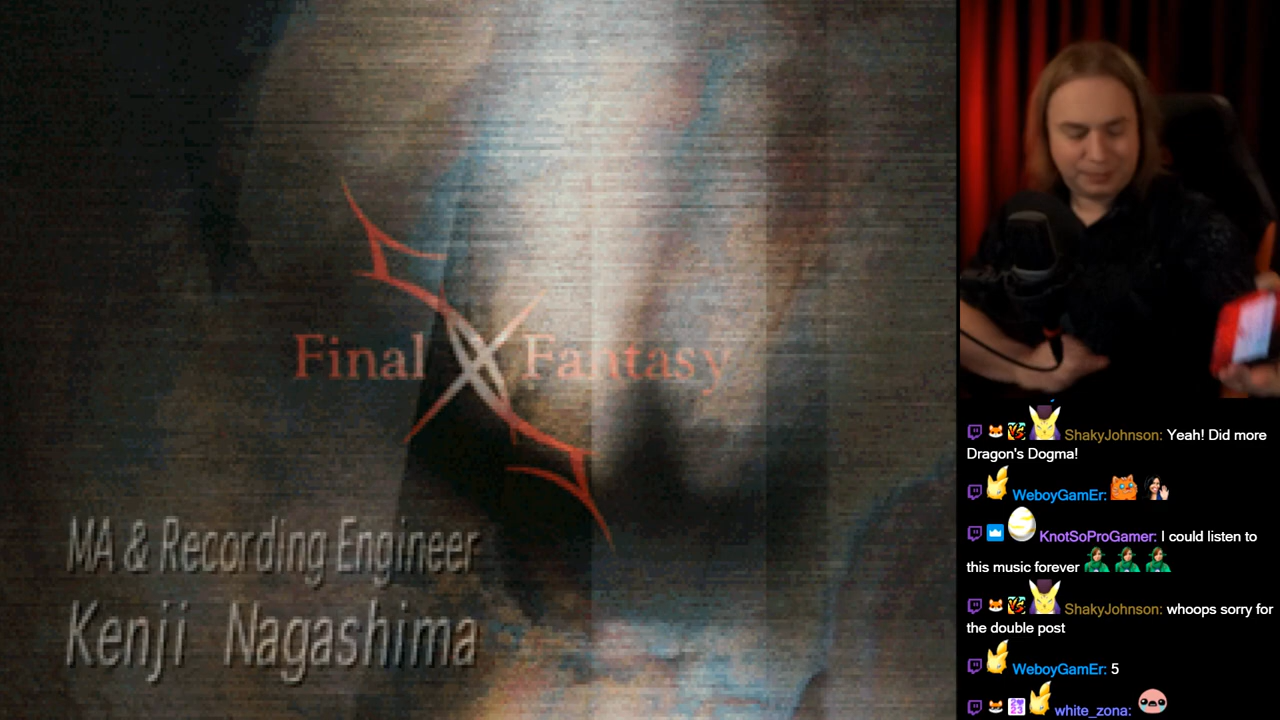 Final Fantasy
MA & Recording Engineer
Kenji Nagashima
ShakyJohnson: Yeah! Did more
Dragon's Dogma!
WeboyGamEr:
KnotSoProGamer: I could listen to
this music forever
ShakyJohnson: whoops sorry for
the double post
WeboyGamEr: 5
white_zona: